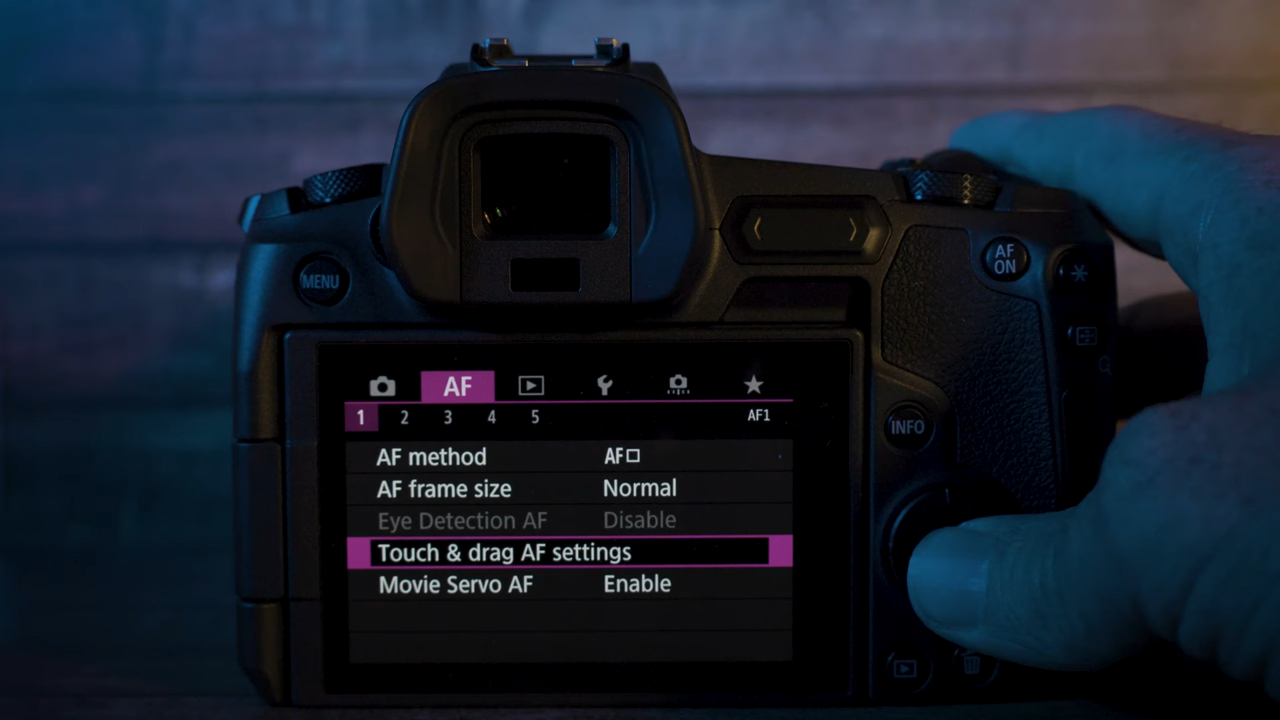 MENU
AF
ON
INFO
AF
1 2 3 4 5 AF1
AF method AF
AF frame size Normal
Eye Detection AF Disable
Touch & drag AF settings
Movie Servo AF Enable